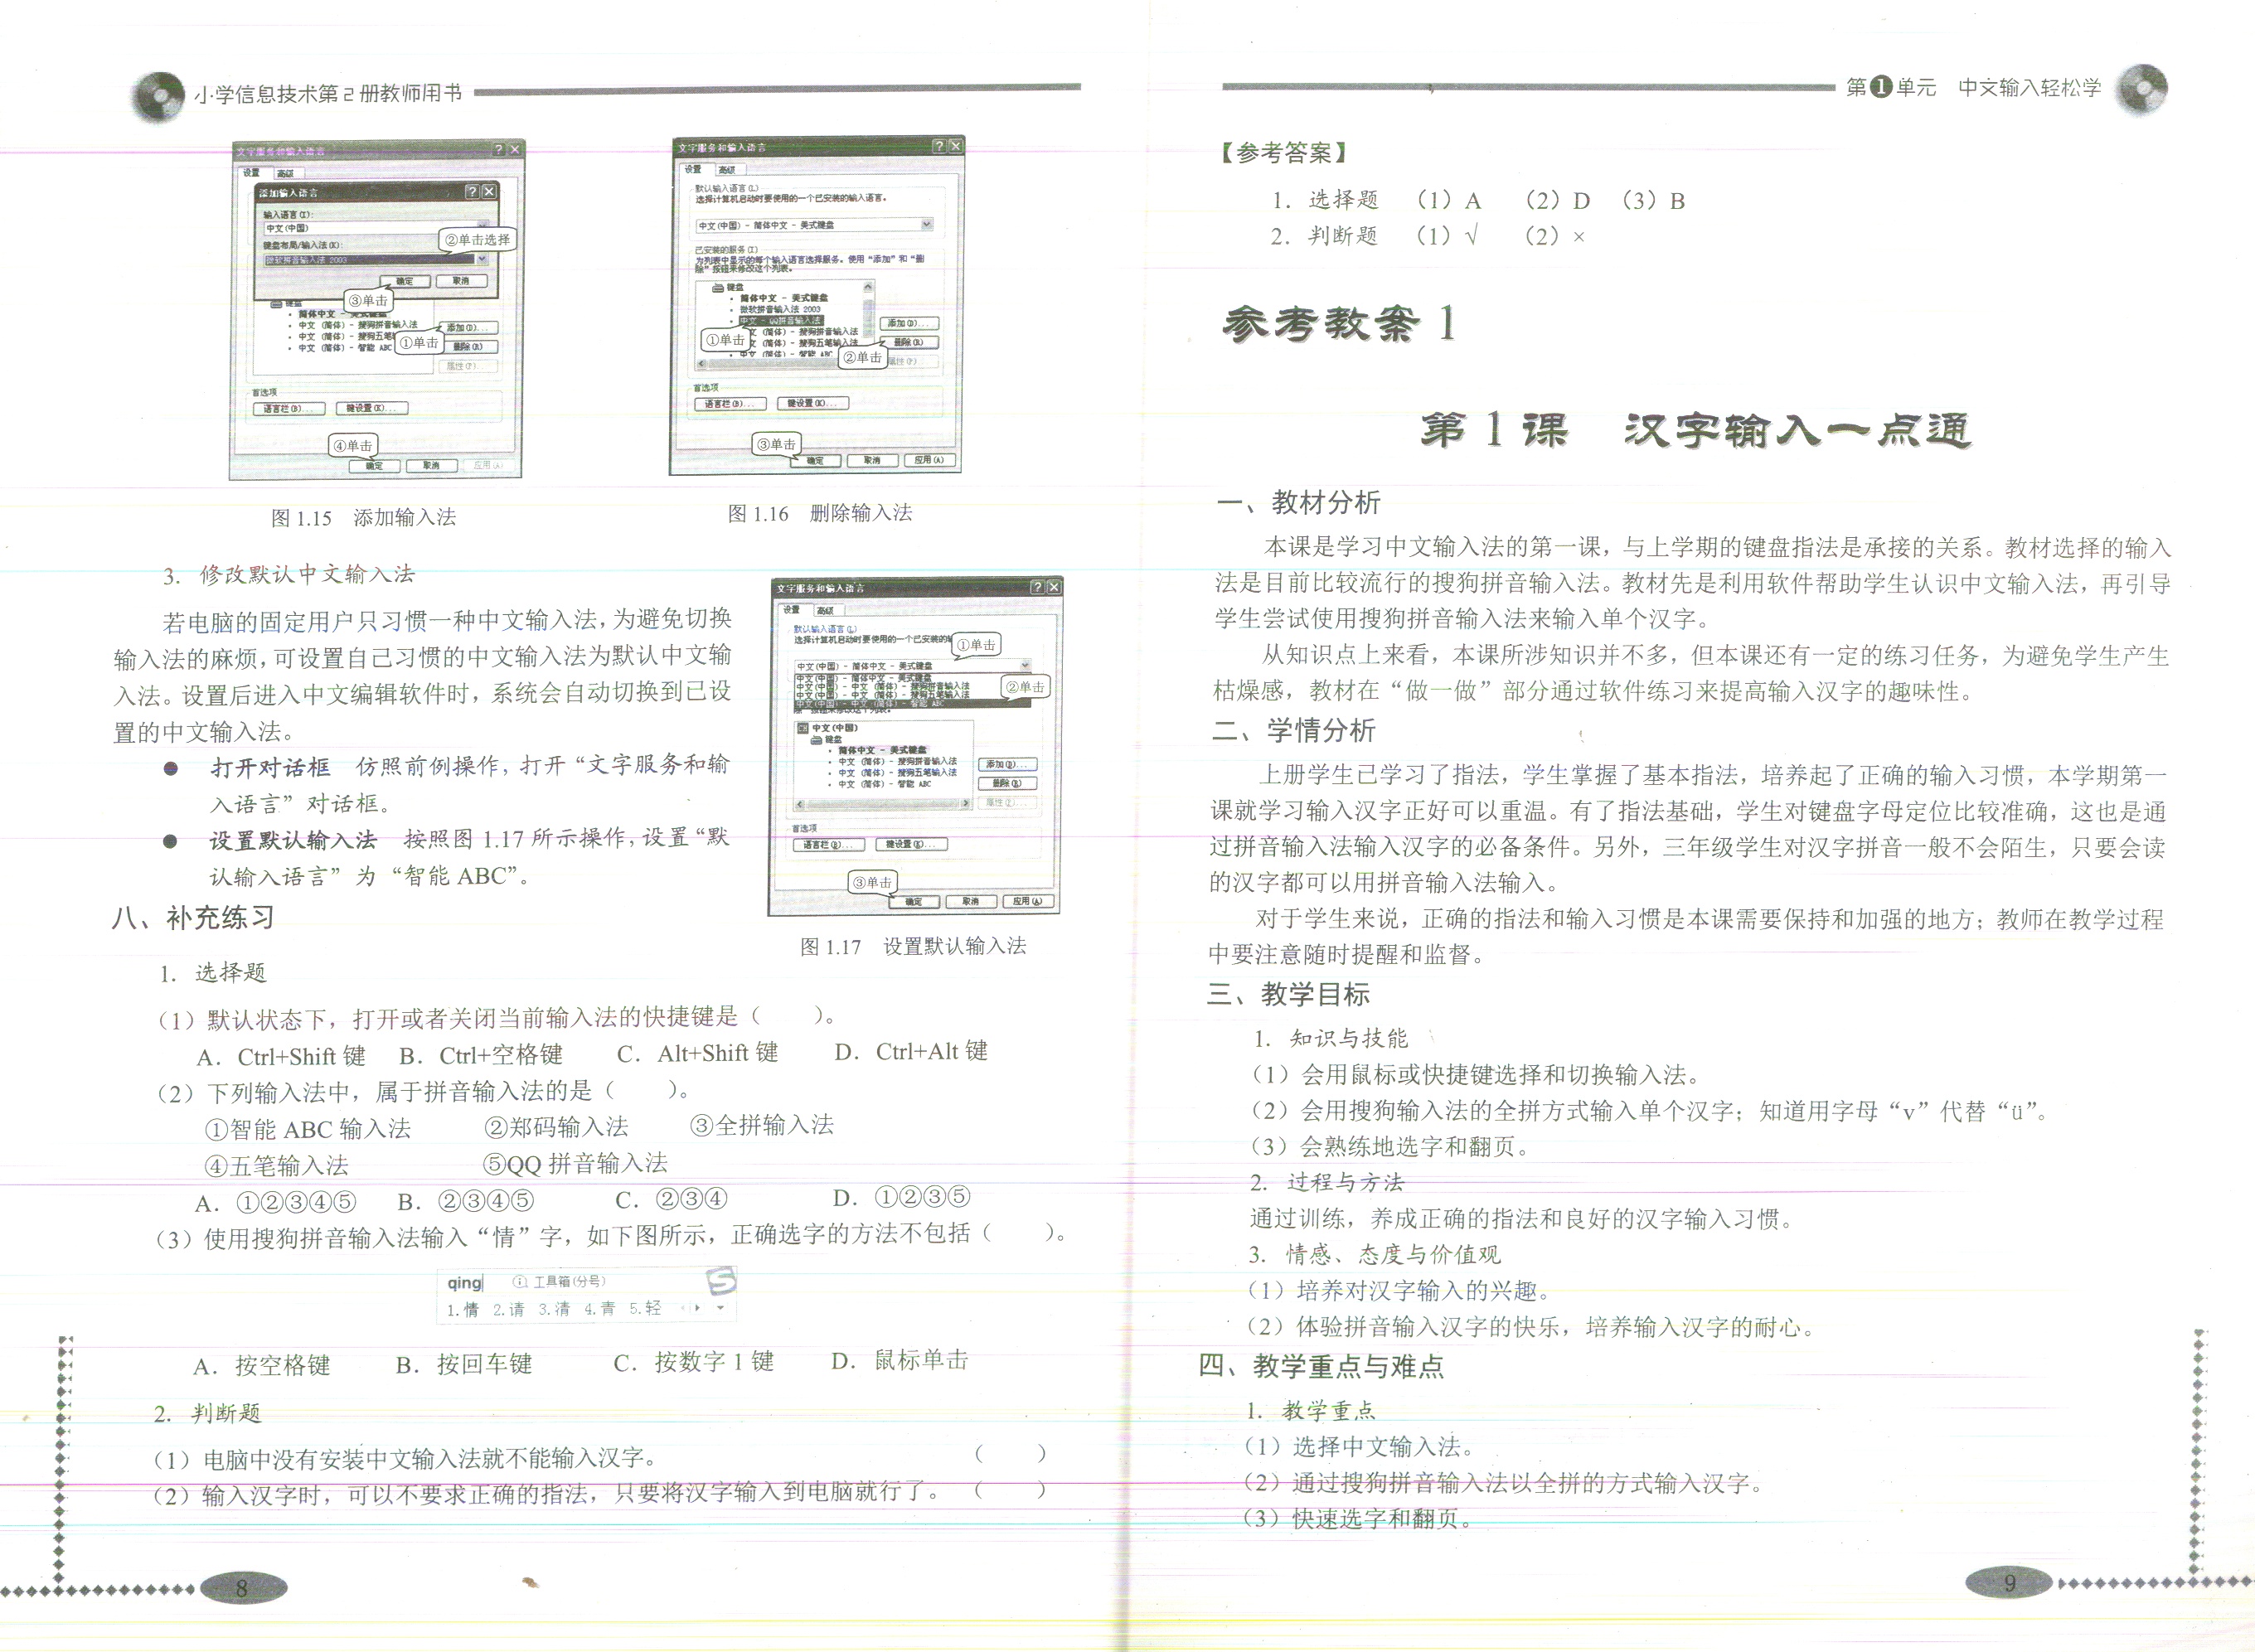 小学信息技术第2册教师用书
文字服务和输入语言
设置 高级
添加输入语言
输入语言(I):
中文(中国)
键盘布局/输入法(K):
②单击选择
微软拼音输入法 2003
确定 取消
③单击
键盘
• 简体中文 - 美式键盘
• 中文 (简体) - 搜狗拼音输入法
• 中文 (简体) - 搜狗五笔输
• 中文 (简体) - 智能 ABC
添加(D)...
①单击
删除(R)
属性(P)...
首选项
语言栏(B)... 键设置(K)...
④单击
确定 取消 应用(A)
图 1.15 添加输入法
文字服务和输入语言
设置 高级
默认输入语言(L)
选择计算机启动时要使用的一个已安装的输入语言。
中文(中国) - 简体中文 - 美式键盘
已安装的服务(I)
为列表中显示的每个输入语言选择服务。使用“添加”和“删
除”按钮来修改这个列表。
键盘
• 简体中文 - 美式键盘
• 微软拼音输入法 2003
• 中文 - QQ拼音输入法
文 (简体) - 搜狗拼音输入法
文 (简体) - 搜狗五笔输入法
中文 (简体) - 智能 ABC
①单击
添加(D)...
删除(R)
②单击
属性(P)...
首选项
语言栏(B)... 键设置(K)...
③单击
确定 取消 应用(A)
图 1.16 删除输入法
3. 修改默认中文输入法
若电脑的固定用户只习惯一种中文输入法，为避免切换
输入法的麻烦，可设置自己习惯的中文输入法为默认中文输
入法。设置后进入中文编辑软件时，系统会自动切换到已设
置的中文输入法。
● 打开对话框 仿照前例操作，打开“文字服务和输
入语言”对话框。
● 设置默认输入法 按照图 1.17 所示操作，设置“默
认输入语言”为“智能 ABC”。
文字服务和输入语言
设置 高级
默认输入语言(L)
选择计算机启动时要使用的一个已安装的输
①单击
中文(中国) - 简体中文 - 美式键盘
中文(中国) - 简体中文 - 美式键盘
中文(中国) - 中文 (简体) - 搜狗拼音输入法
中文(中国) - 中文 (简体) - 搜狗五笔输入法
中文(中国) - 中文 (简体) - 智能 ABC
②单击
除”按钮来修改这个列表。
中文(中国)
键盘
• 简体中文 - 美式键盘
• 中文 (简体) - 搜狗拼音输入法
• 中文 (简体) - 搜狗五笔输入法
• 中文 (简体) - 智能 ABC
添加(D)...
删除(R)
属性(P)...
首选项
语言栏(B)... 键设置(K)...
③单击
确定 取消 应用(A)
图 1.17 设置默认输入法
八、补充练习
1. 选择题
（1）默认状态下，打开或者关闭当前输入法的快捷键是（ ）。
A．Ctrl+Shift 键 B．Ctrl+空格键 C．Alt+Shift 键 D．Ctrl+Alt 键
（2）下列输入法中，属于拼音输入法的是（ ）。
①智能 ABC 输入法 ②郑码输入法 ③全拼输入法
④五笔输入法 ⑤QQ 拼音输入法
A．①②③④⑤ B．②③④⑤ C．②③④ D．①②③⑤
（3）使用搜狗拼音输入法输入“情”字，如下图所示，正确选字的方法不包括（ ）。
qing 工具箱(分号)
1.情 2.请 3.清 4.青 5.轻
A．按空格键 B．按回车键 C．按数字 1 键 D．鼠标单击
2. 判断题
（1）电脑中没有安装中文输入法就不能输入汉字。 （ ）
（2）输入汉字时，可以不要求正确的指法，只要将汉字输入到电脑就行了。 （ ）
8
第1单元 中文输入轻松学
【参考答案】
1．选择题 （1）A （2）D （3）B
2．判断题 （1）√ （2）×
参考教案 1
第 1 课 汉字输入一点通
一、教材分析
本课是学习中文输入法的第一课，与上学期的键盘指法是承接的关系。教材选择的输入
法是目前比较流行的搜狗拼音输入法。教材先是利用软件帮助学生认识中文输入法，再引导
学生尝试使用搜狗拼音输入法来输入单个汉字。
从知识点上来看，本课所涉知识并不多，但本课还有一定的练习任务，为避免学生产生
枯燥感，教材在“做一做”部分通过软件练习来提高输入汉字的趣味性。
二、学情分析
上册学生已学习了指法，学生掌握了基本指法，培养起了正确的输入习惯，本学期第一
课就学习输入汉字正好可以重温。有了指法基础，学生对键盘字母定位比较准确，这也是通
过拼音输入法输入汉字的必备条件。另外，三年级学生对汉字拼音一般不会陌生，只要会读
的汉字都可以用拼音输入法输入。
对于学生来说，正确的指法和输入习惯是本课需要保持和加强的地方；教师在教学过程
中要注意随时提醒和监督。
三、教学目标
1. 知识与技能
（1）会用鼠标或快捷键选择和切换输入法。
（2）会用搜狗输入法的全拼方式输入单个汉字；知道用字母“v”代替“ü”。
（3）会熟练地选字和翻页。
2. 过程与方法
通过训练，养成正确的指法和良好的汉字输入习惯。
3. 情感、态度与价值观
（1）培养对汉字输入的兴趣。
（2）体验拼音输入汉字的快乐，培养输入汉字的耐心。
四、教学重点与难点
1. 教学重点
（1）选择中文输入法。
（2）通过搜狗拼音输入法以全拼的方式输入汉字。
（3）快速选字和翻页。
9